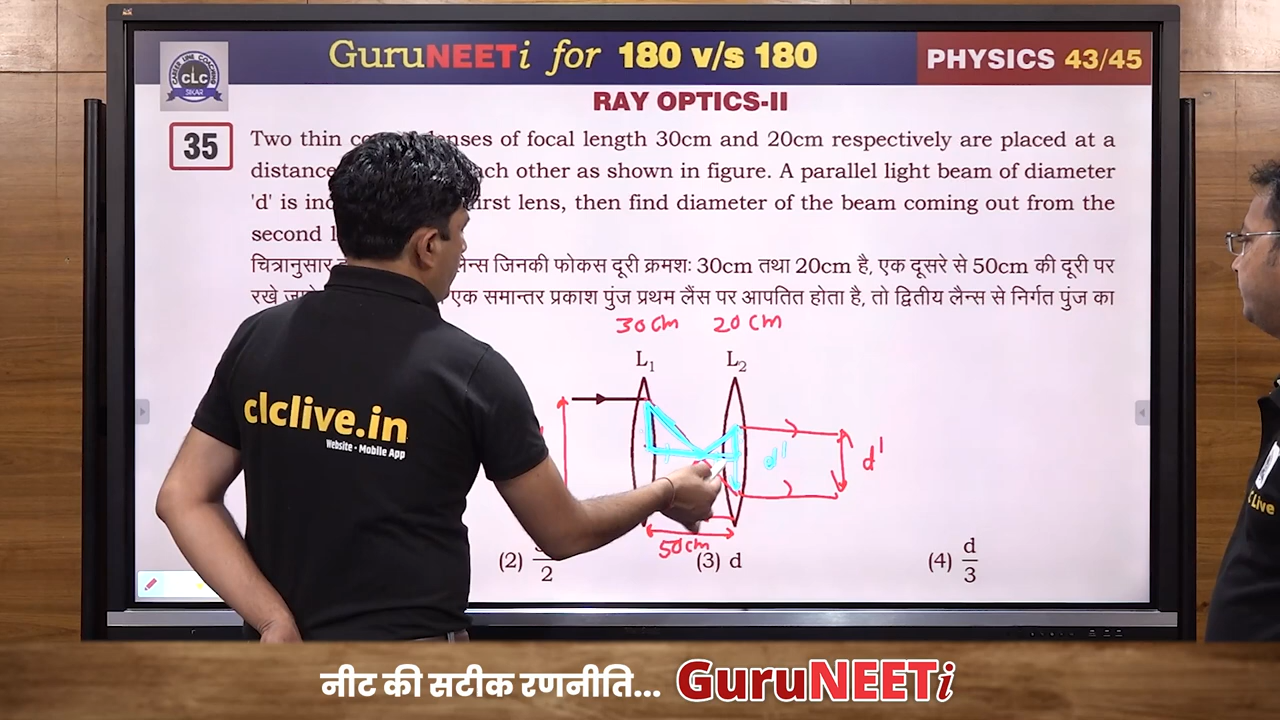 GuruNEETi for 180 v/s 180
PHYSICS 43/45
CLC
SIKAR
RAY OPTICS-II
35
Two thin enses of focal length 30cm and 20cm respectively are placed at a
distance ach other as shown in figure. A parallel light beam of diameter
'd' is irst lens, then find diameter of the beam coming out from the
second
चित्रानुसार लेन्स जिनकी फोकस दूरी क्रमशः 30cm तथा 20cm है, एक दूसरे से 50cm की दूरी पर
रखे एक समान्तर प्रकाश पुंज प्रथम लैंस पर आपतित होता है, तो द्वितीय लैन्स से निर्गत पुंज का
30cm 20cm
L1 L2
d' d'
50cm
(2) 2 (3) d (4) d/3
clclive.in
Website • Mobile App
C Live
नीट की सटीक रणनीति... GuruNEETi